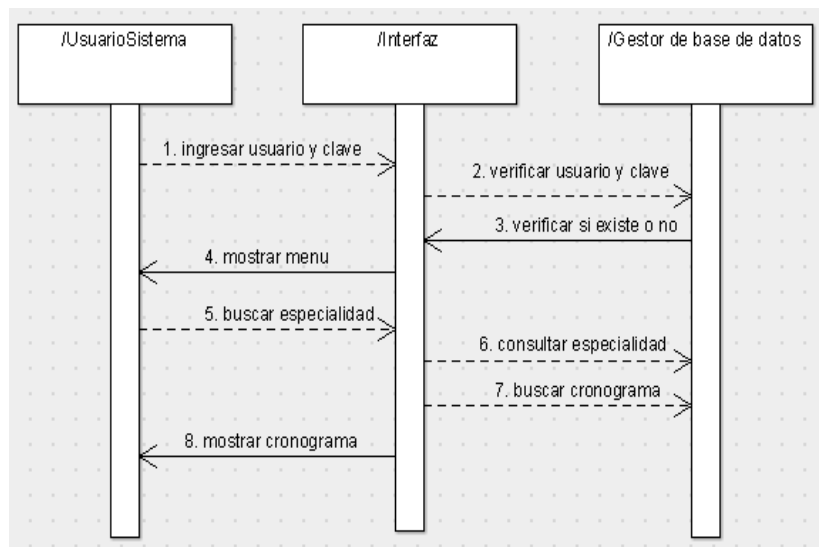 /UsuarioSistema
/Interfaz
/Gestor de base de datos
1. ingresar usuario y clave
2. verificar usuario y clave
3. verificar si existe o no
4. mostrar menu
5. buscar especialidad
6. consultar especialidad
7. buscar cronograma
8. mostrar cronograma